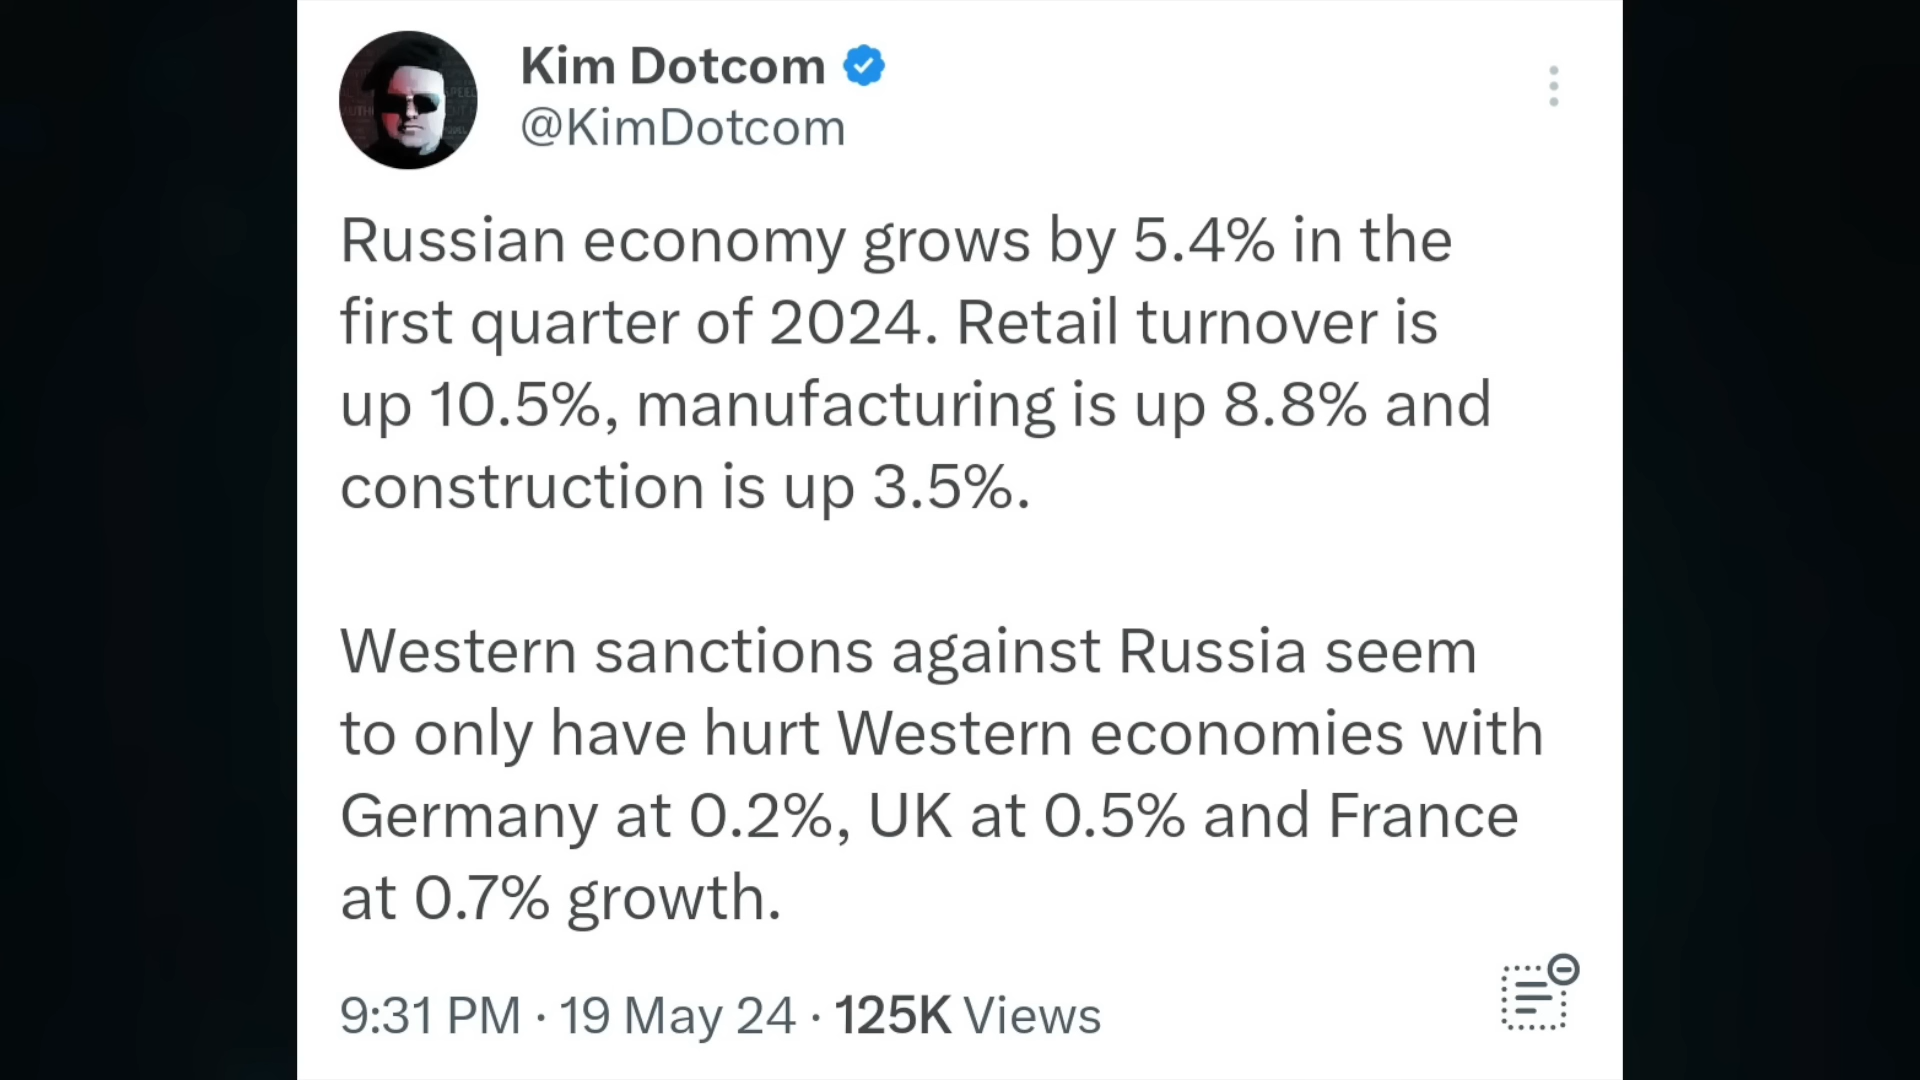 Kim Dotcom
@KimDotcom
Russian economy grows by 5.4% in the
first quarter of 2024. Retail turnover is
up 10.5%, manufacturing is up 8.8% and
construction is up 3.5%.
Western sanctions against Russia seem
to only have hurt Western economies with
Germany at 0.2%, UK at 0.5% and France
at 0.7% growth.
9:31 PM · 19 May 24 · 125K Views